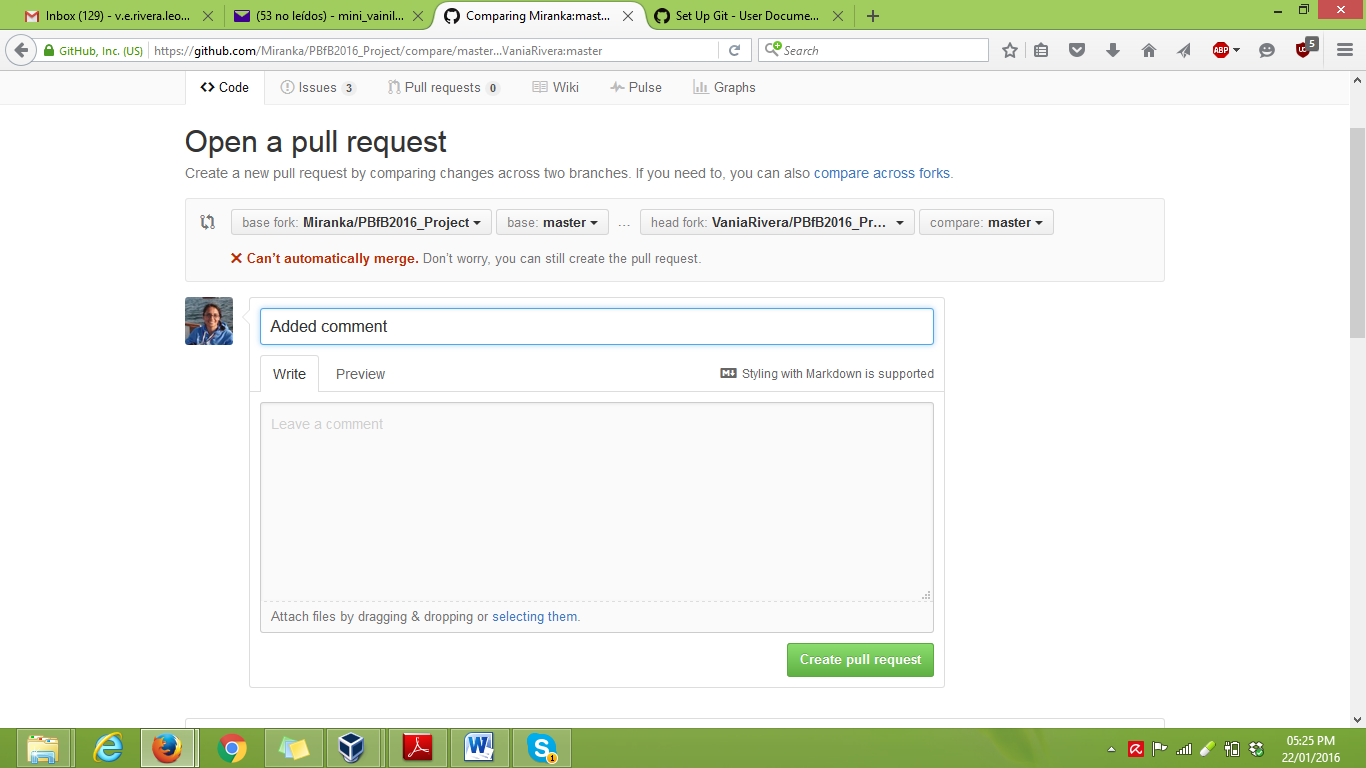 Inbox (129) - v.e.rivera.leo...
(53 no leídos) - mini_vainil...
Comparing Miranka:mast...
Set Up Git - User Docume...
GitHub, Inc. (US)
https://github.com/Miranka/PBfB2016_Project/compare/master...VaniaRivera:master
Search
ABP
5
Code
Issues 3
Pull requests 0
Wiki
Pulse
Graphs
Open a pull request
Create a new pull request by comparing changes across two branches. If you need to, you can also compare across forks.
base fork: Miranka/PBfB2016_Project
base: master
...
head fork: VaniaRivera/PBfB2016_Pr...
compare: master
Can't automatically merge. Don't worry, you can still create the pull request.
Added comment
Write
Preview
Styling with Markdown is supported
Leave a comment
Attach files by dragging & dropping or selecting them.
Create pull request
05:25 PM
22/01/2016